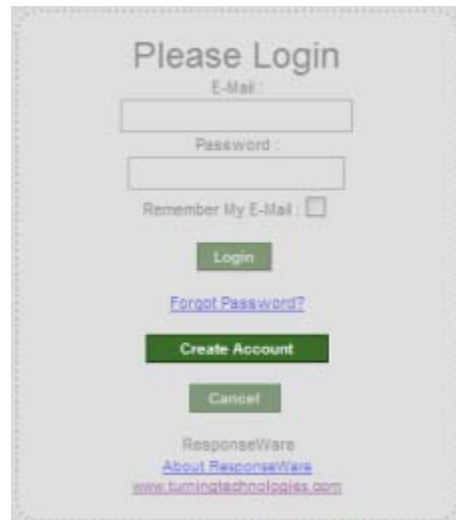 Please Login
E-Mail :
Password :
Remember My E-Mail :
Login
Forgot Password?
Create Account
Cancel
ResponseWare
About ResponseWare
www.turningtechnologies.com